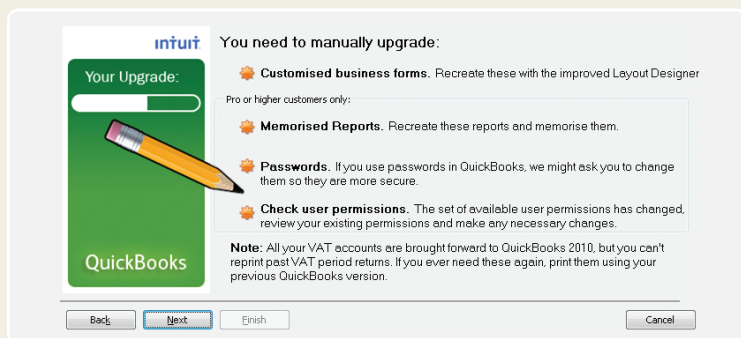 intuit
Your Upgrade:
QuickBooks
You need to manually upgrade:
Customised business forms. Recreate these with the improved Layout Designer
Pro or higher customers only:
Memorised Reports. Recreate these reports and memorise them.
Passwords. If you use passwords in QuickBooks, we might ask you to change
them so they are more secure.
Check user permissions. The set of available user permissions has changed,
review your existing permissions and make any necessary changes.
Note: All your VAT accounts are brought forward to QuickBooks 2010, but you can't
reprint past VAT period returns. If you ever need these again, print them using your
previous QuickBooks version.
Back
Next
Finish
Cancel